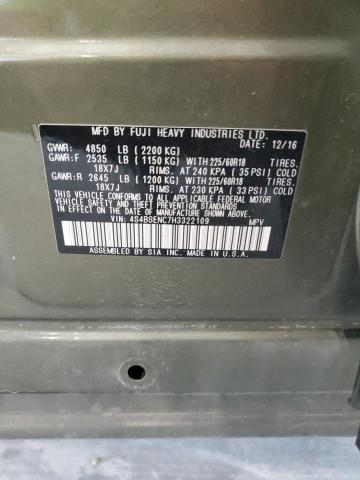 MFD BY FUJI HEAVY INDUSTRIES LTD.
GVWR: 4850 LB (2200 KG) DATE: 12/16
GAWR:F 2535 LB (1150 KG) WITH 225/60R18 TIRES.
18X7J RIMS AT 240 KPA (35 PSI) COLD
GAWR:R 2645 LB (1200 KG) WITH 225/60R18 TIRES.
18X7J RIMS AT 230 KPA (33 PSI) COLD
THIS VEHICLE CONFORMS TO ALL APPLICABLE FEDERAL MOTOR
VEHICLE SAFETY AND THEFT PREVENTION STANDARDS IN EFFECT
ON THE DATE OF MANUFACTURE SHOWN ABOVE.
VIN: 4S4BSENC7H3322109 MPV
ASSEMBLED BY SIA INC. MADE IN U.S.A.